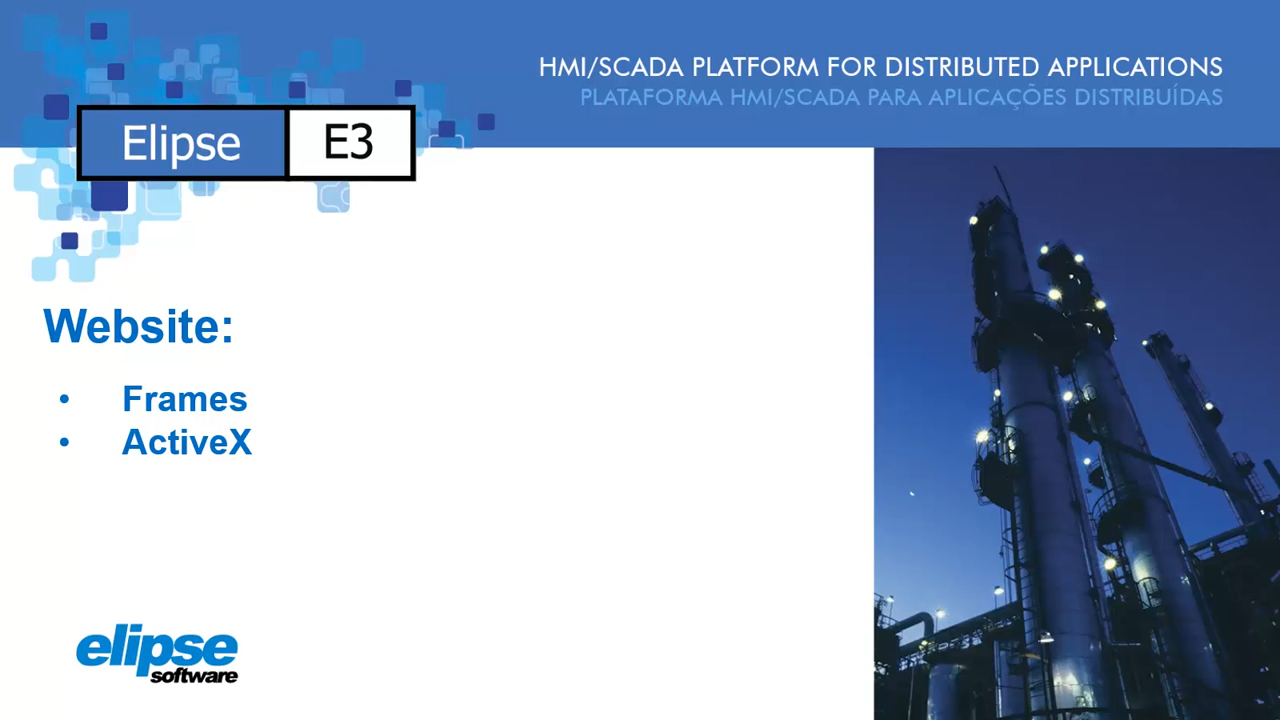 HMI/SCADA PLATFORM FOR DISTRIBUTED APPLICATIONS
PLATAFORMA HMI/SCADA PARA APLICAÇÕES DISTRIBUÍDAS
Elipse E3
Website:
• Frames
• ActiveX
elipse
software